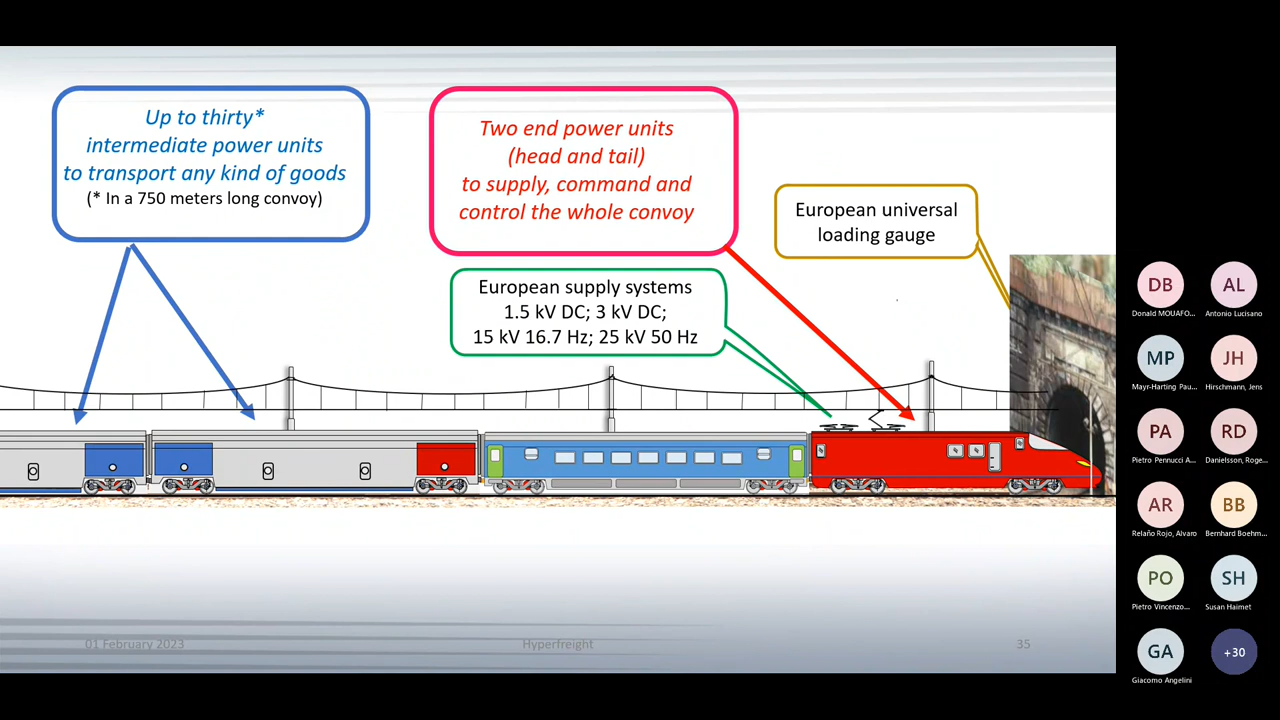 Up to thirty*
intermediate power units
to transport any kind of goods
(* In a 750 meters long convoy)
Two end power units
(head and tail)
to supply, command and
control the whole convoy
European universal
loading gauge
European supply systems
1.5 kV DC; 3 kV DC;
15 kV 16.7 Hz; 25 kV 50 Hz
01 February 2023
Hyperfreight
35
DB
AL
Donald MOUAFO...
Antonio Lucisano
MP
JH
Mayr-Harting Pau...
Hirschmann, Jens
PA
RD
Pietro Pennucci A...
Danielsson, Roge...
AR
BB
Relaño Rojo, Alvaro
Bernhard Boehm...
PO
SH
Pietro Vincenzo...
Susan Haimet
GA
+30
Giacomo Angelini